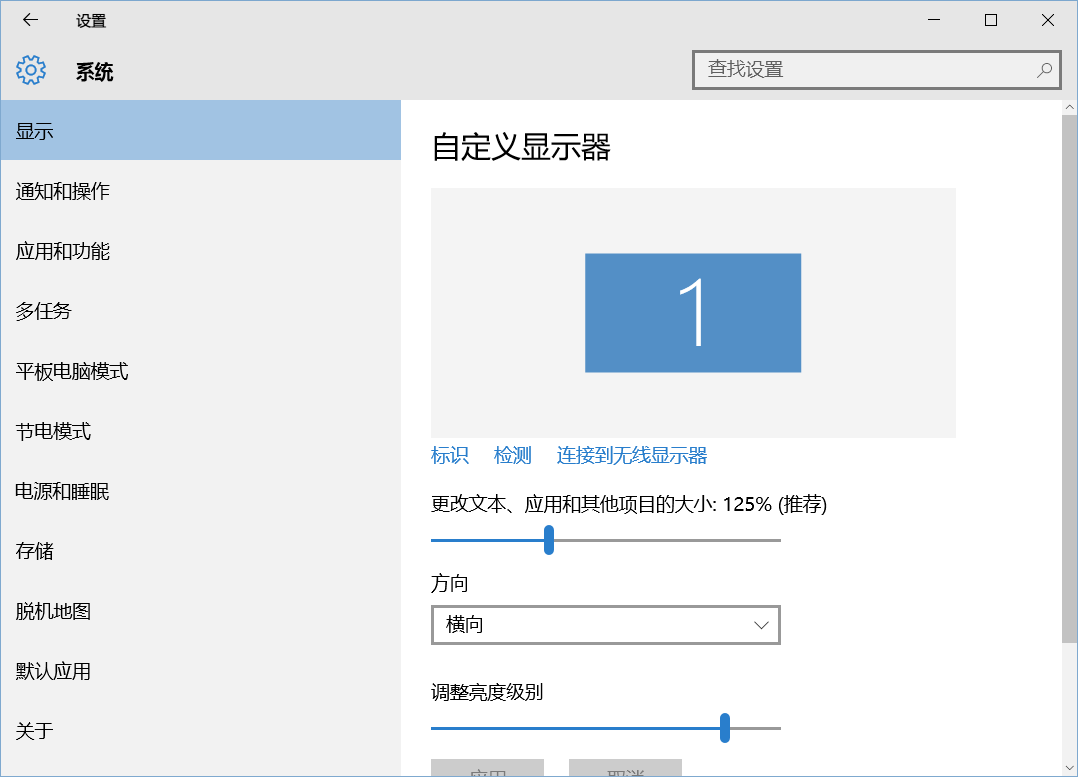 设置
系统
查找设置
显示
通知和操作
应用和功能
多任务
平板电脑模式
节电模式
电源和睡眠
存储
脱机地图
默认应用
关于
自定义显示器
1
标识 检测 连接到无线显示器
更改文本、应用和其他项目的大小: 125% (推荐)
方向
横向
调整亮度级别
应用 取消